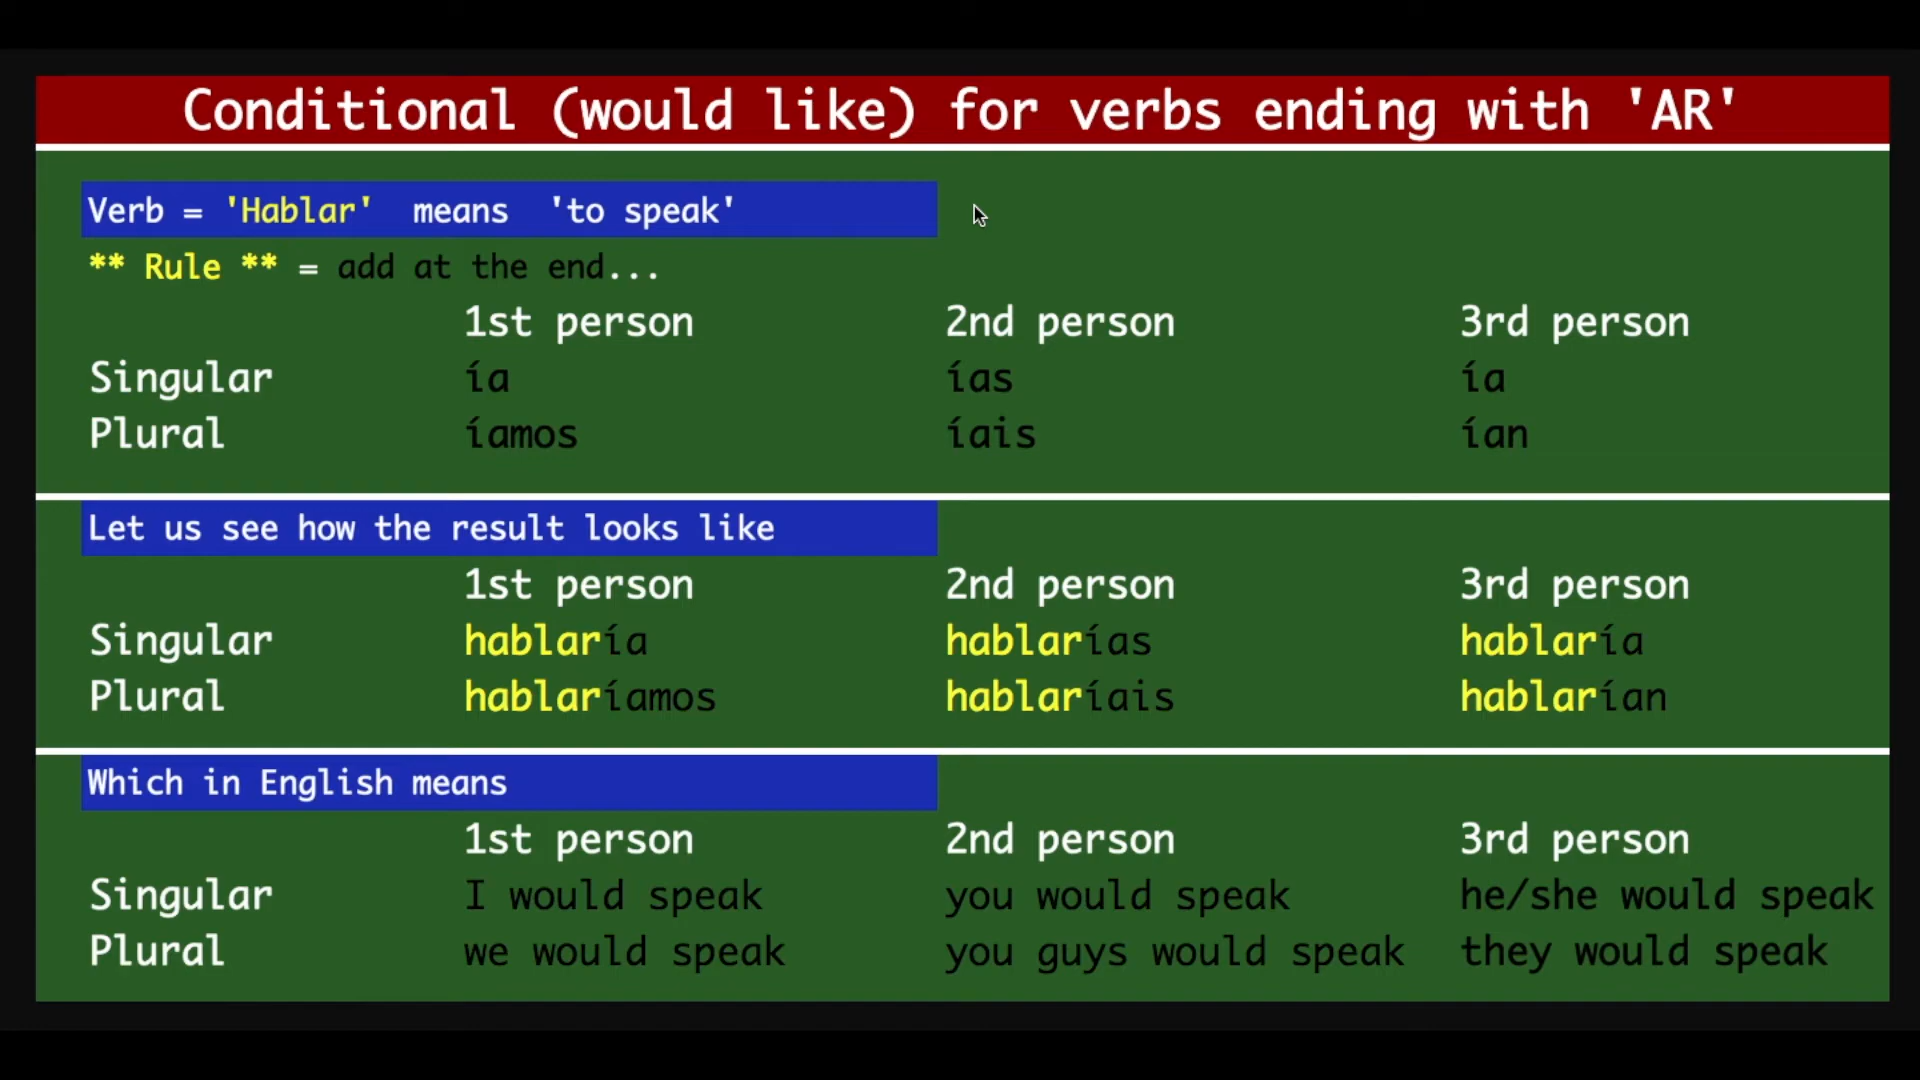 Conditional (would like) for verbs ending with 'AR'
Verb = 'Hablar' means 'to speak'
** Rule ** = add at the end...
1st person 2nd person 3rd person
Singular ía ías ía
Plural íamos íais ían
Let us see how the result looks like
1st person 2nd person 3rd person
Singular hablaría hablarías hablaría
Plural hablaríamos hablaríais hablarían
Which in English means
1st person 2nd person 3rd person
Singular I would speak you would speak he/she would speak
Plural we would speak you guys would speak they would speak